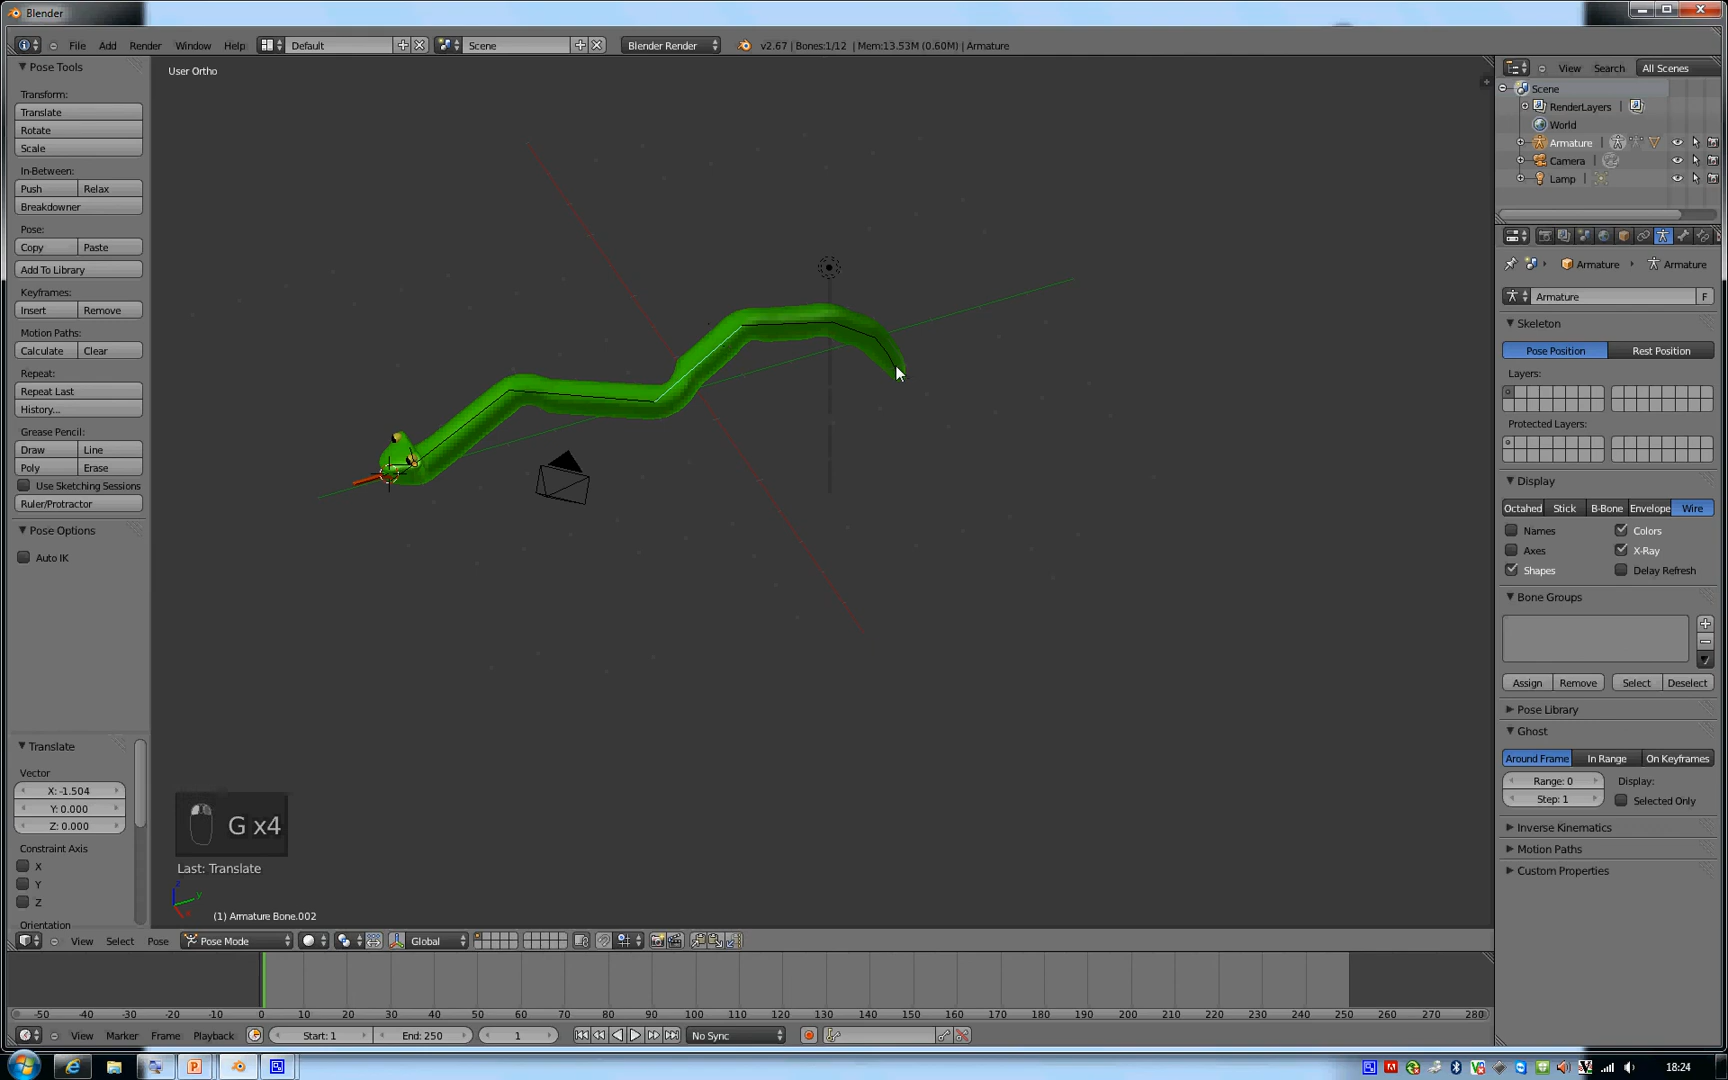 Blender
File Add Render Window Help Default Scene Blender Render v2.67 | Bones:1/12 | Mem:13.53M (0.60M) | Armature
Pose Tools
Transform:
Translate
Rotate
Scale
In-Between:
Push Relax
Breakdowner
Pose:
Copy Paste
Add To Library
Keyframes:
Insert Remove
Motion Paths:
Calculate Clear
Repeat:
Repeat Last
History...
Grease Pencil:
Draw Line
Poly Erase
Use Sketching Sessions
Ruler/Protractor
Pose Options
Auto IK
Translate
Vector
X: -1.504
Y: 0.000
Z: 0.000
Constraint Axis
X
Y
Z
Orientation
User Ortho
G x4
Last: Translate
z
y
x
(1) Armature Bone.002
View Select Pose Pose Mode Global
View Search All Scenes
Scene
RenderLayers |
World
Armature |
Camera |
Lamp |
Armature Armature
Armature F
Skeleton
Pose Position Rest Position
Layers:
Protected Layers:
Display
Octahed Stick B-Bone Envelope Wire
Names Colors
Axes X-Ray
Shapes Delay Refresh
Bone Groups
Assign Remove Select Deselect
Pose Library
Ghost
Around Frame In Range On Keyframes
Range: 0 Display:
Step: 1 Selected Only
Inverse Kinematics
Motion Paths
Custom Properties
-50 -40 -30 -20 -10 0 10 20 30 40 50 60 70 80 90 100 110 120 130 140 150 160 170 180 190 200 210 220 230 240 250 260 270 280
View Marker Frame Playback Start: 1 End: 250 1 No Sync
18:24